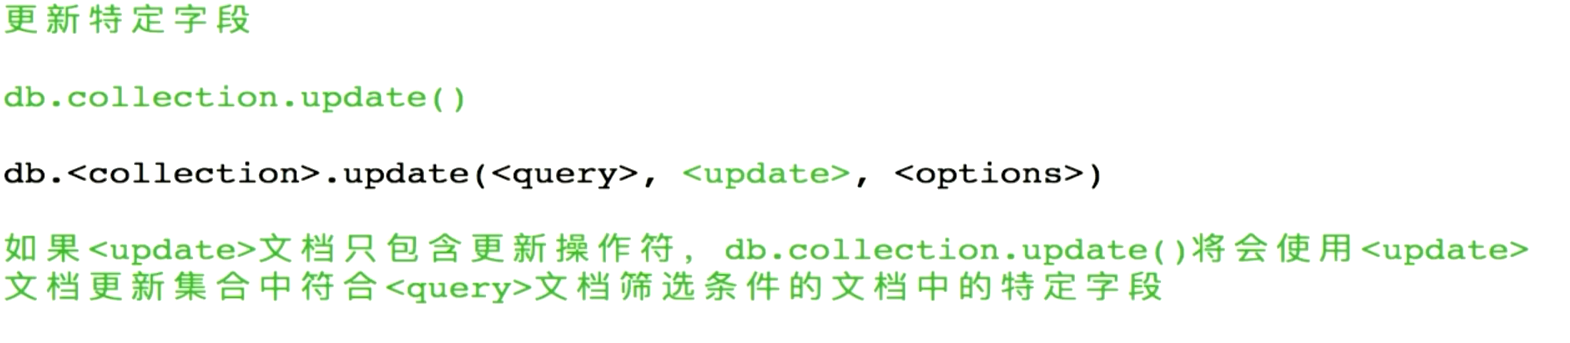 更新特定字段
db.collection.update()
db.<collection>.update(<query>, <update>, <options>)
如果<update>文档只包含更新操作符，db.collection.update()将会使用<update>
文档更新集合中符合<query>文档筛选条件的文档中的特定字段